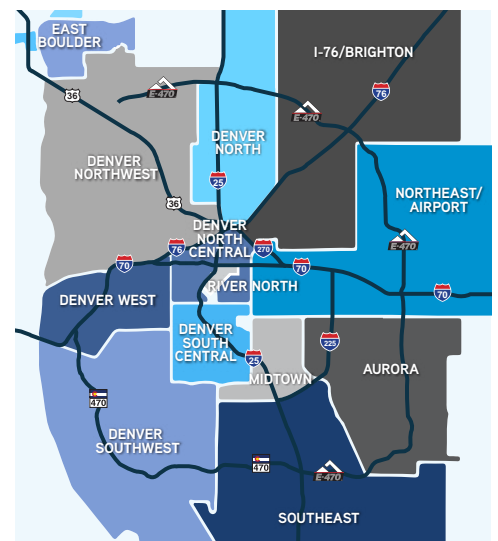 EAST
BOULDER
I-76/BRIGHTON
36
E-470
76
E-470
DENVER
NORTH
DENVER
NORTHWEST
25
NORTHEAST/
AIRPORT
36
DENVER
NORTH
CENTRAL
E-470
76
270
70
70
RIVER NORTH
70
DENVER WEST
DENVER
SOUTH
CENTRAL
225
25
MIDTOWN
AURORA
470
DENVER
SOUTHWEST
470
E-470
SOUTHEAST